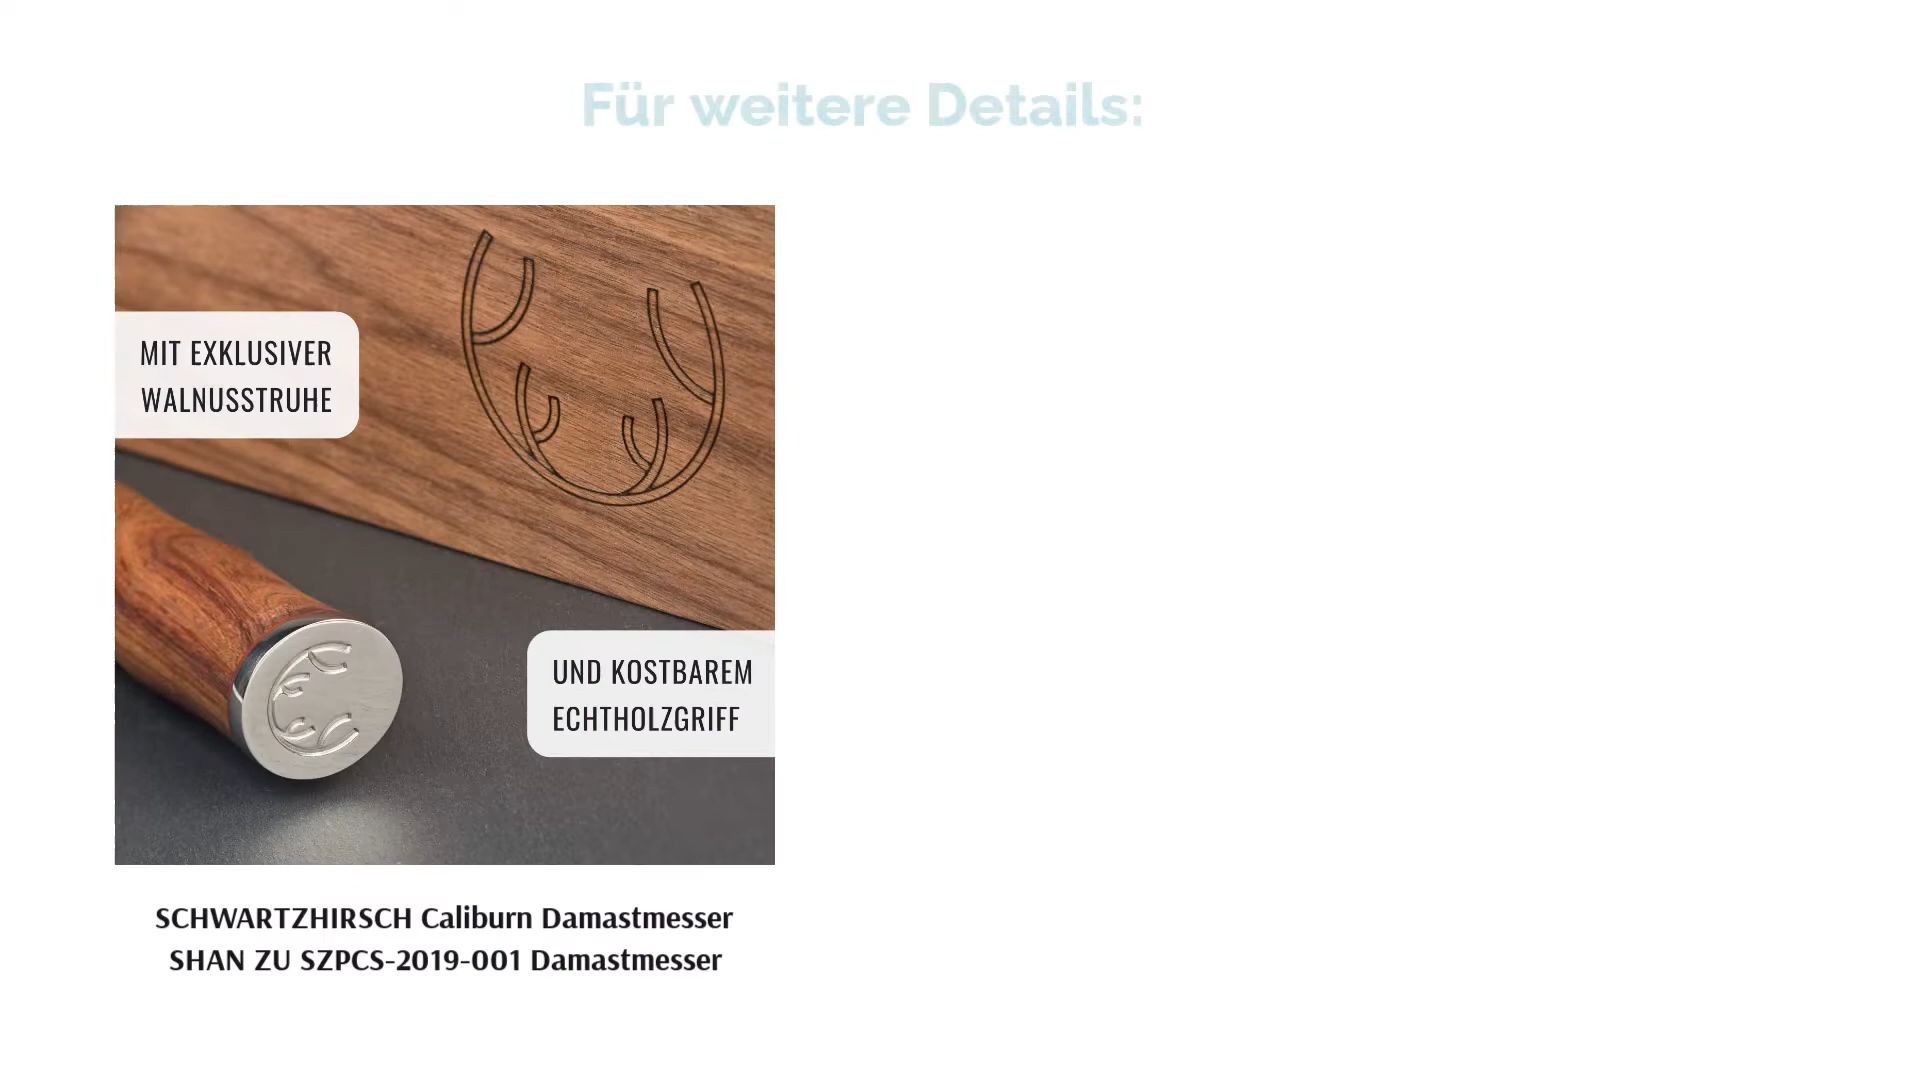 Für weitere Details:
MIT EXKLUSIVER
WALNUSSTRUHE
UND KOSTBAREM
ECHTHOLZGRIFF
SCHWARTZHIRSCH Caliburn Damastmesser
SHAN ZU SZPCS-2019-001 Damastmesser